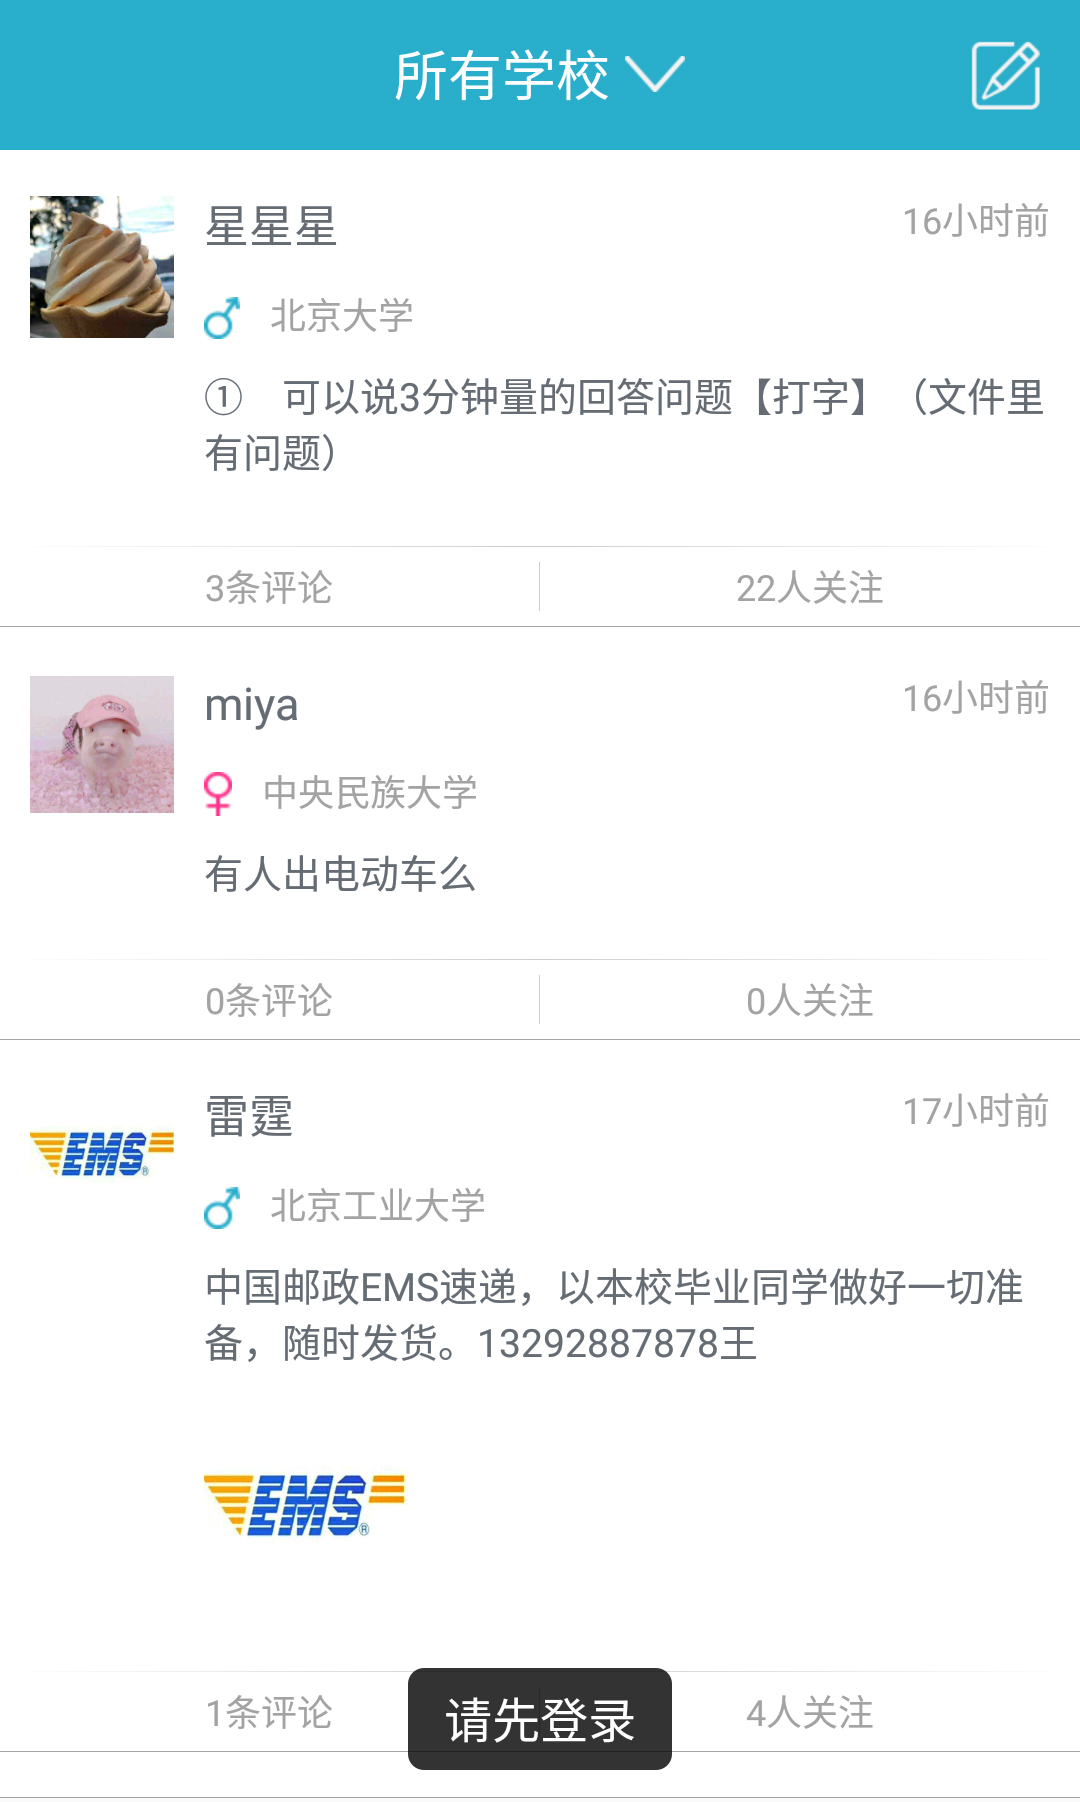 所有学校
星星星
16小时前
北京大学
①　可以说3分钟量的回答问题【打字】（文件里
有问题）
3条评论
22人关注
miya
16小时前
中央民族大学
有人出电动车么
0条评论
0人关注
雷霆
17小时前
EMS®
北京工业大学
中国邮政EMS速递，以本校毕业同学做好一切准
备，随时发货。13292887878王
EMS®
1条评论
4人关注
请先登录